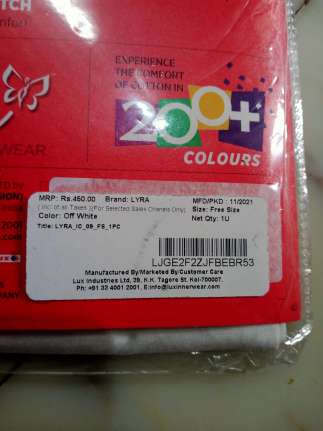 TCH
EXPERIENCE
THE COMFORT
OF COTTON IN
200+
COLOURS
WEAR
MRP: Rs.450.00 Brand: LYRA
MFD/PKD : 11/2021
( Incl of all Taxes )(For Selected Sales Channels Only)
Size: Free Size
Color: Off White
Net Qty: 1U
Title: LYRA_IC_09_FS_1PC
LJGE2F2ZJFBEBR53
Manufactured By/Marketed By/Customer Care
Lux Industries Ltd, 39, K.K. Tagore St. Kol-700007.
Ph: +91 33 4001 2001, E:info@luxinnerwear.com